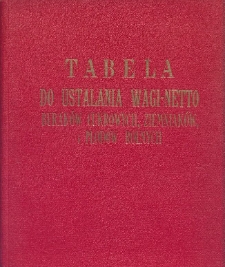 TABELA
DO USTALANIA WAGI-NETTO
BURAKÓW CUKROWYCH, ZIEMNIAKÓW
I PŁODÓW ROLNYCH